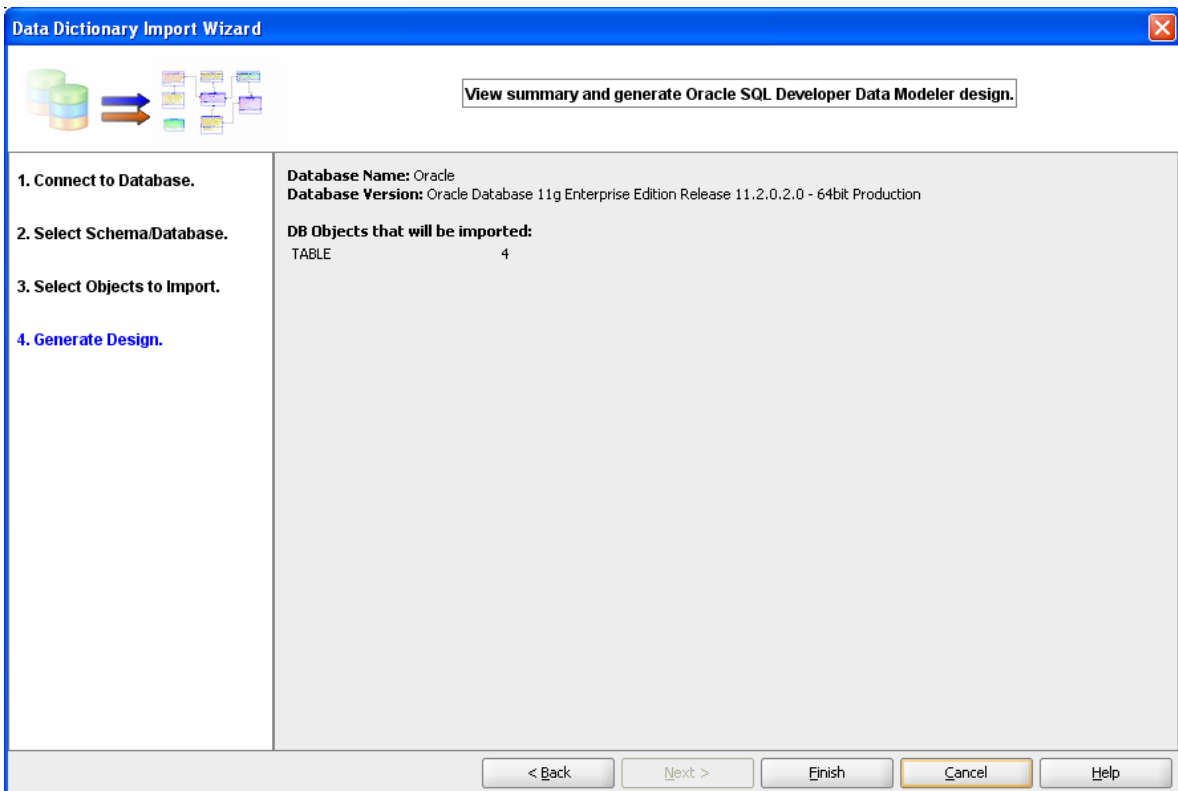 Data Dictionary Import Wizard
View summary and generate Oracle SQL Developer Data Modeler design.
1. Connect to Database.
2. Select Schema/Database.
3. Select Objects to Import.
4. Generate Design.
Database Name: Oracle
Database Version: Oracle Database 11g Enterprise Edition Release 11.2.0.2.0 - 64bit Production
DB Objects that will be imported:
TABLE 4
< Back Next > Finish Cancel Help